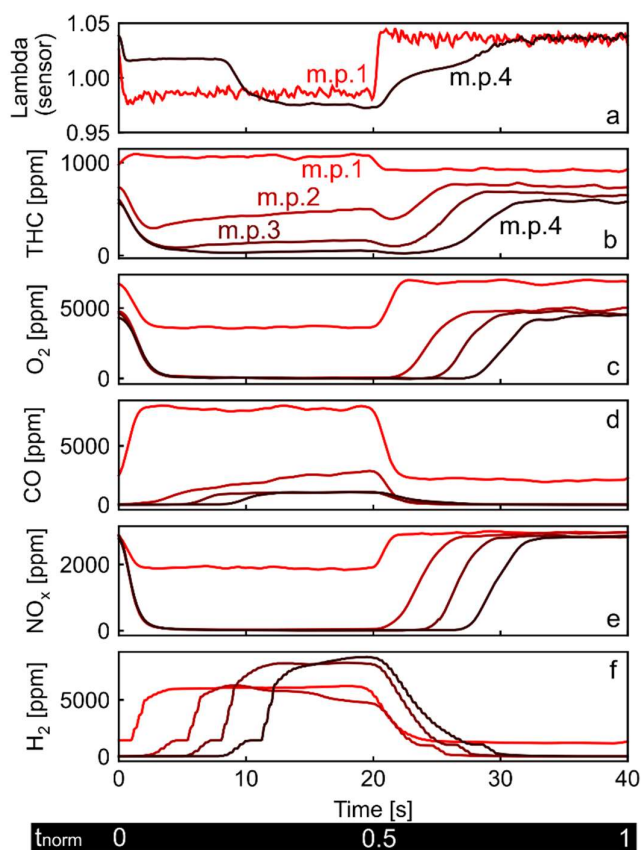 Lambda (sensor)
1.05
1.00
0.95
m.p.1
m.p.4
a
THC [ppm]
1000
0
m.p.1
m.p.2
m.p.3
m.p.4
b
O₂ [ppm]
5000
0
c
CO [ppm]
5000
0
d
NOₓ [ppm]
2000
0
e
H₂ [ppm]
5000
0
f
0 10 20 30 40
Time [s]
tnorm 0 0.5 1